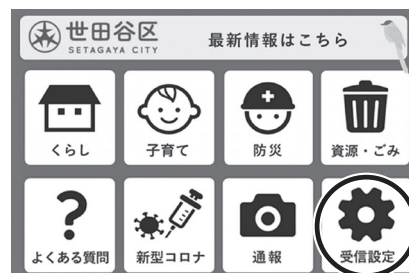 世田谷区
SETAGAYA CITY
最新情報はこちら
くらし
子育て
防災
資源・ごみ
よくある質問
新型コロナ
通報
受信設定